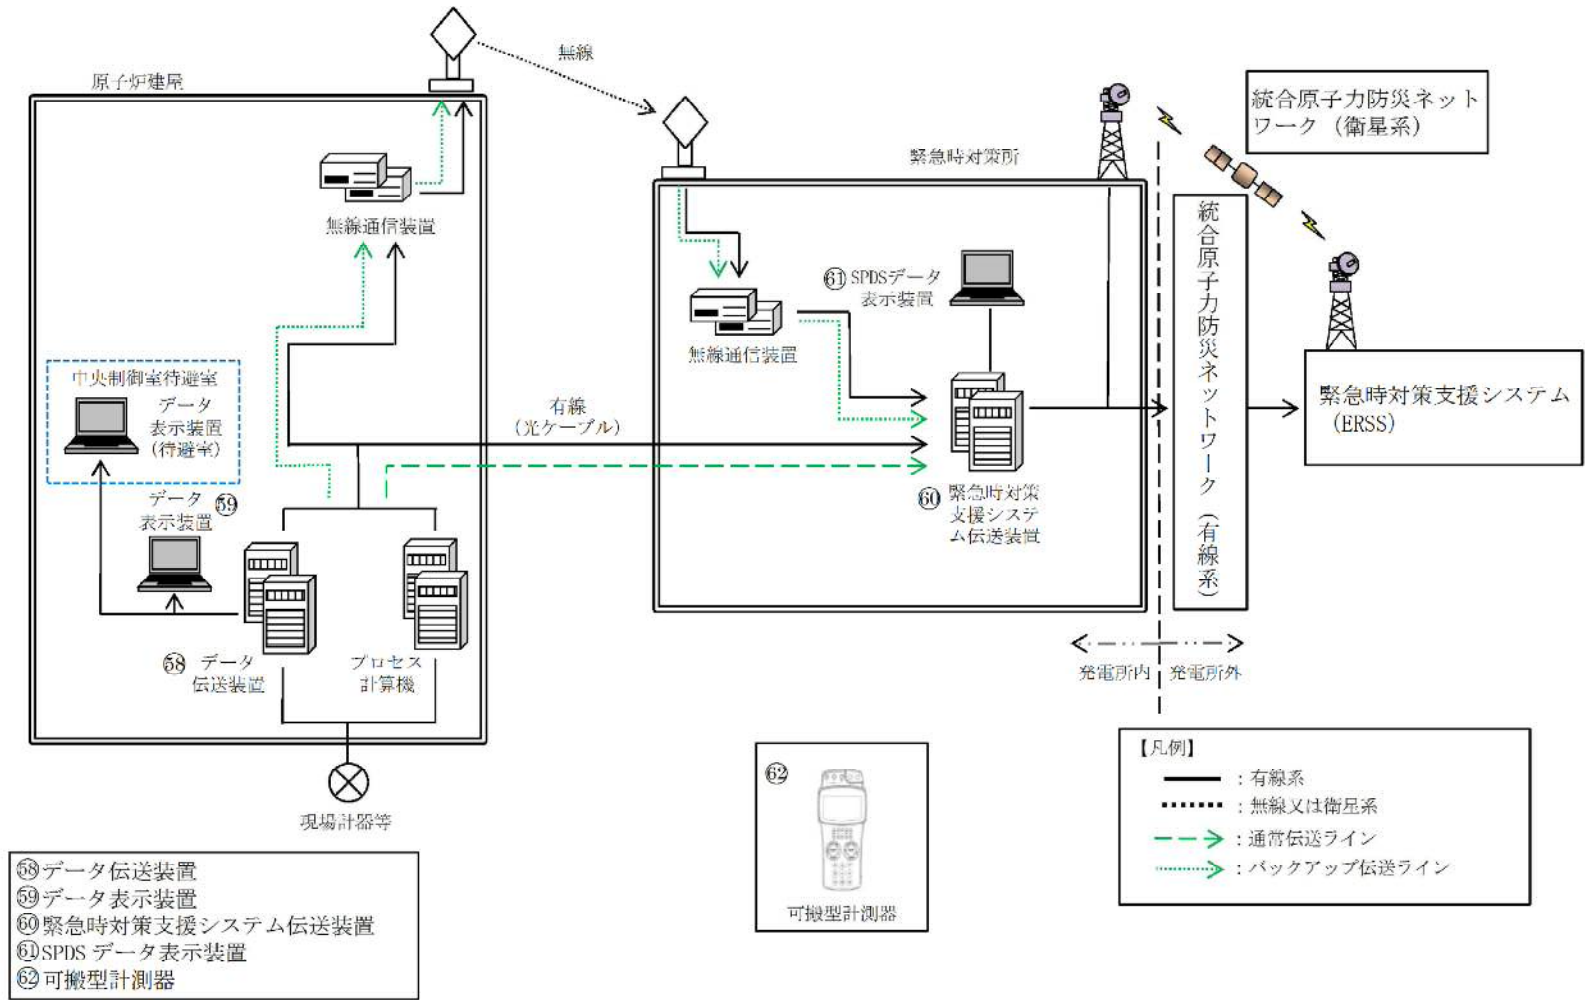 無線
原子炉建屋
統合原子力防災ネット
ワーク（衛星系）
緊急時対策所
無線通信装置
統合原子力防災ネットワーク（有線系）
㉛SPDSデータ
表示装置
無線通信装置
中央制御室待避室
データ
表示装置
(待避室)
有線
(光ケーブル)
緊急時対策支援システム
(ERSS)
データ
表示装置
59
60
緊急時対策
支援システ
ム伝送装置
58
データ
伝送装置
プロセス
計算機
発電所内
発電所外
現場計器等
62
可搬型計測器
【凡例】
：有線系
：無線又は衛星系
：通常伝送ライン
：バックアップ伝送ライン
58データ伝送装置
59データ表示装置
60緊急時対策支援システム伝送装置
61SPDSデータ表示装置
62可搬型計測器